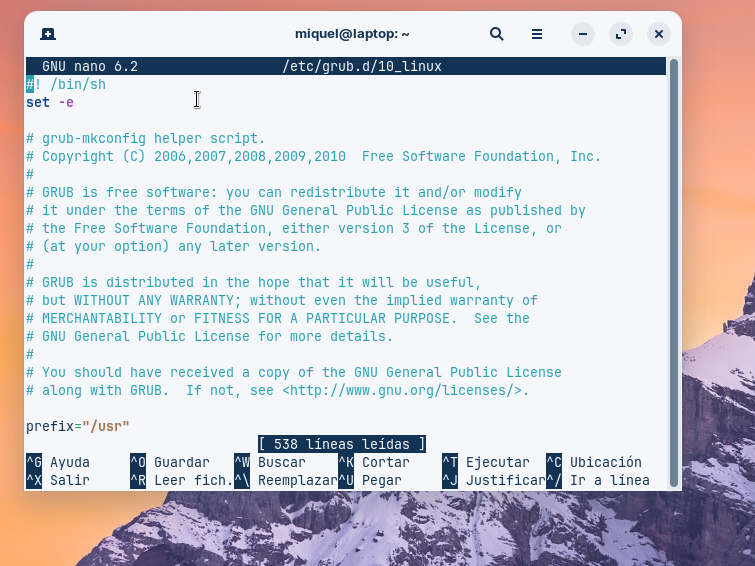 miquel@laptop: ~
GNU nano 6.2 /etc/grub.d/10_linux
#! /bin/sh
set -e
# grub-mkconfig helper script.
# Copyright (C) 2006,2007,2008,2009,2010  Free Software Foundation, Inc.
#
# GRUB is free software: you can redistribute it and/or modify
# it under the terms of the GNU General Public License as published by
# the Free Software Foundation, either version 3 of the License, or
# (at your option) any later version.
#
# GRUB is distributed in the hope that it will be useful,
# but WITHOUT ANY WARRANTY; without even the implied warranty of
# MERCHANTABILITY or FITNESS FOR A PARTICULAR PURPOSE.  See the
# GNU General Public License for more details.
#
# You should have received a copy of the GNU General Public License
# along with GRUB.  If not, see <http://www.gnu.org/licenses/>.
prefix="/usr"
[ 538 líneas leídas ]
^G Ayuda ^O Guardar ^W Buscar ^K Cortar ^T Ejecutar ^C Ubicación
^X Salir ^R Leer fich. ^\ Reemplazar ^U Pegar ^J Justificar ^/ Ir a línea